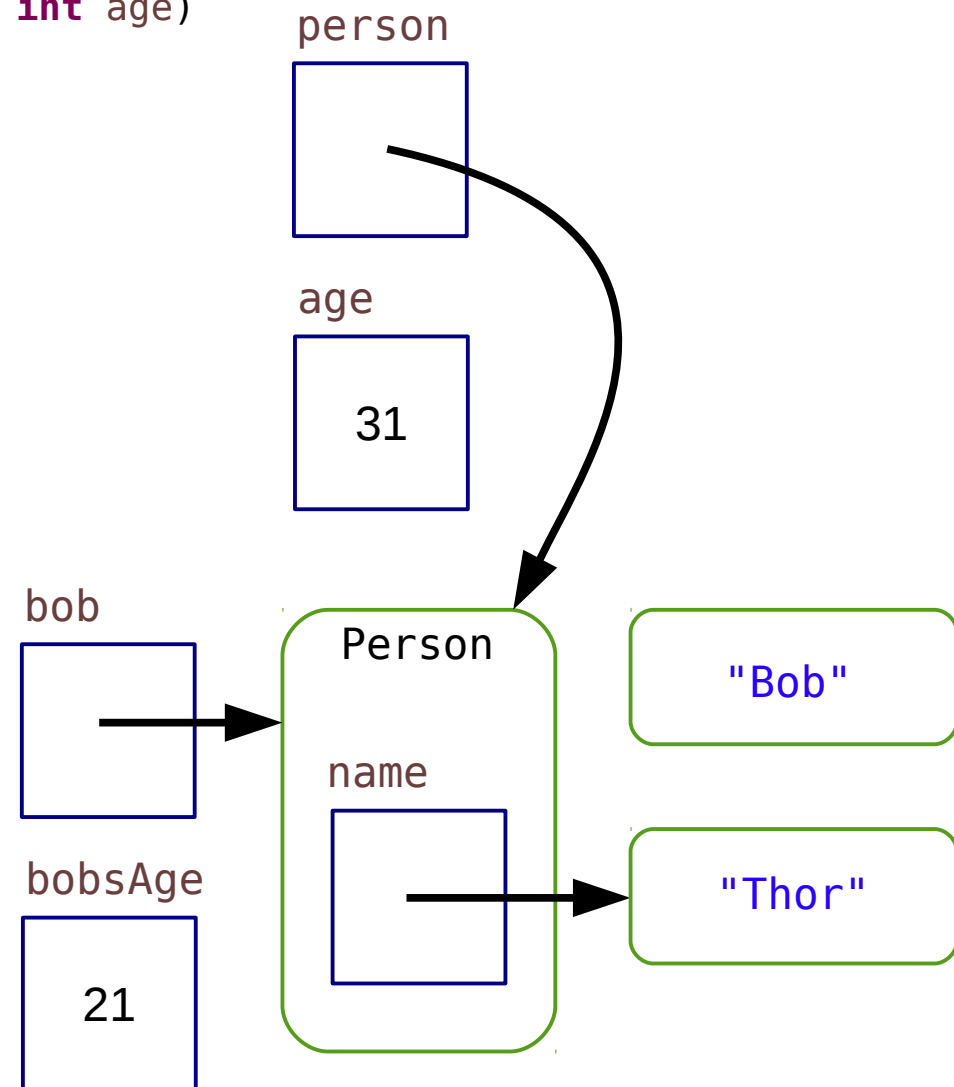 int age)
person
age
31
bob
Person
"Bob"
name
bobsAge
"Thor"
21